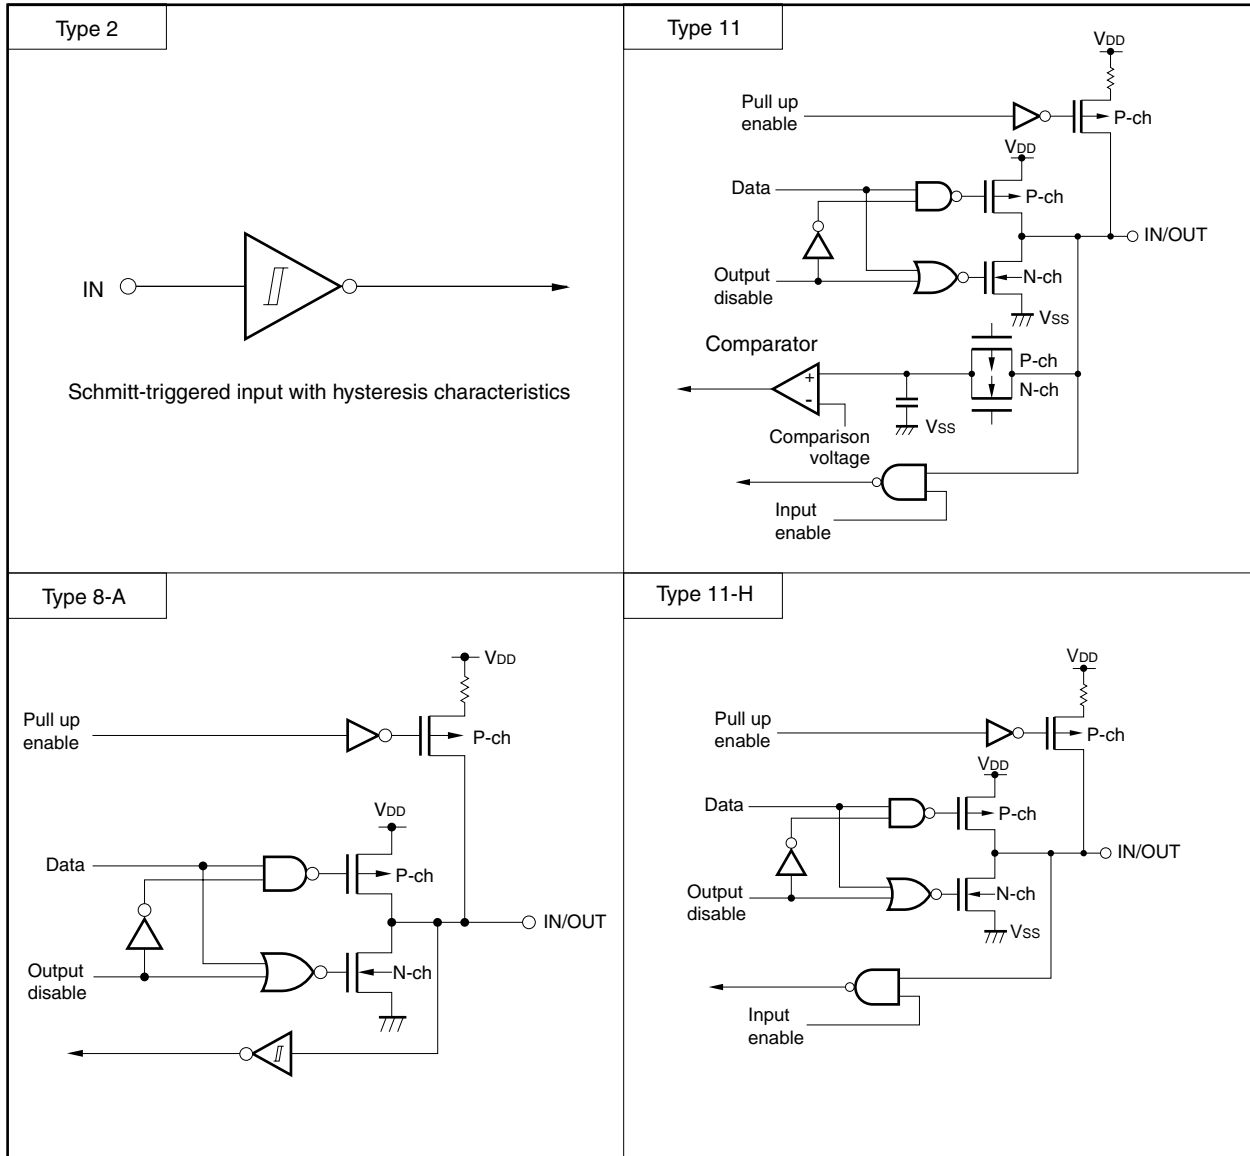 Type 2
IN
Schmitt-triggered input with hysteresis characteristics
Type 11
VDD
Pull up
enable
P-ch
VDD
Data
P-ch
IN/OUT
Output
disable
N-ch
VSS
Comparator
P-ch
N-ch
+
-
VSS
Comparison
voltage
Input
enable
Type 8-A
VDD
Pull up
enable
P-ch
VDD
Data
P-ch
IN/OUT
Output
disable
N-ch
Type 11-H
VDD
Pull up
enable
P-ch
VDD
Data
P-ch
IN/OUT
Output
disable
N-ch
VSS
Input
enable